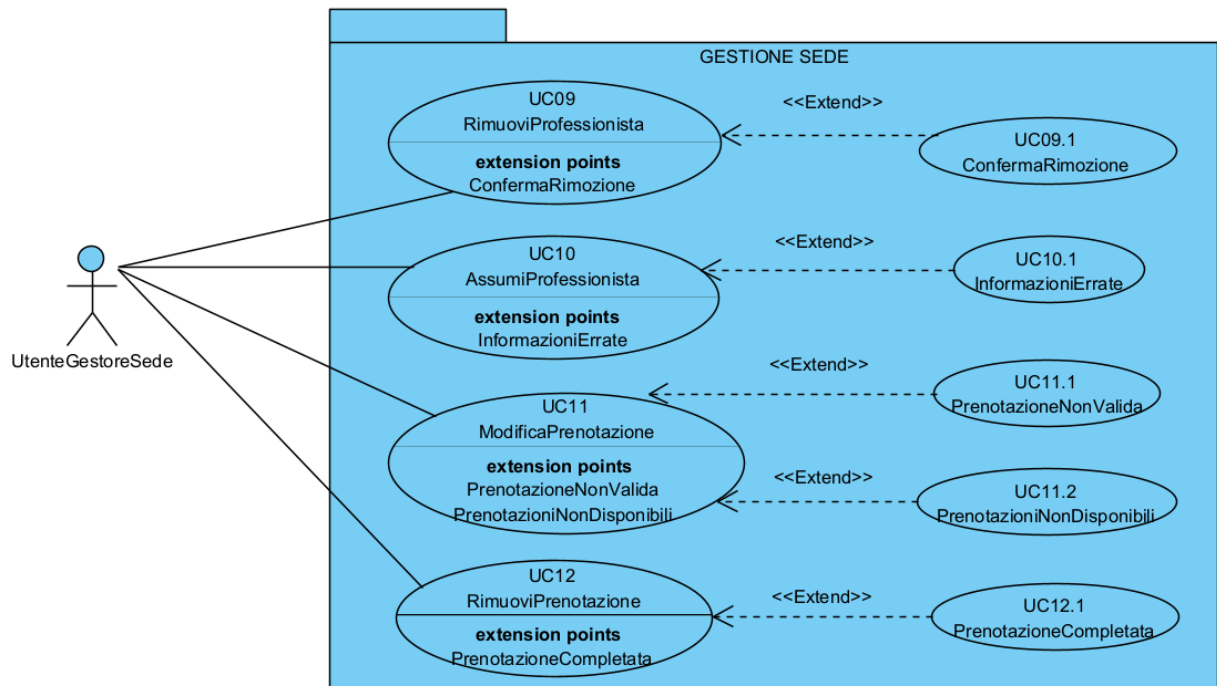 GESTIONE SEDE
UC09
RimuoviProfessionista
extension points
ConfermaRimozione
<<Extend>>
UC09.1
ConfermaRimozione
UtenteGestoreSede
UC10
AssumiProfessionista
extension points
InformazioniErrate
<<Extend>>
UC10.1
InformazioniErrate
UC11
ModificaPrenotazione
extension points
PrenotazioneNonValida
PrenotazioniNonDisponibili
<<Extend>>
UC11.1
PrenotazioneNonValida
<<Extend>>
UC11.2
PrenotazioniNonDisponibili
UC12
RimuoviPrenotazione
extension points
PrenotazioneCompletata
<<Extend>>
UC12.1
PrenotazioneCompletata